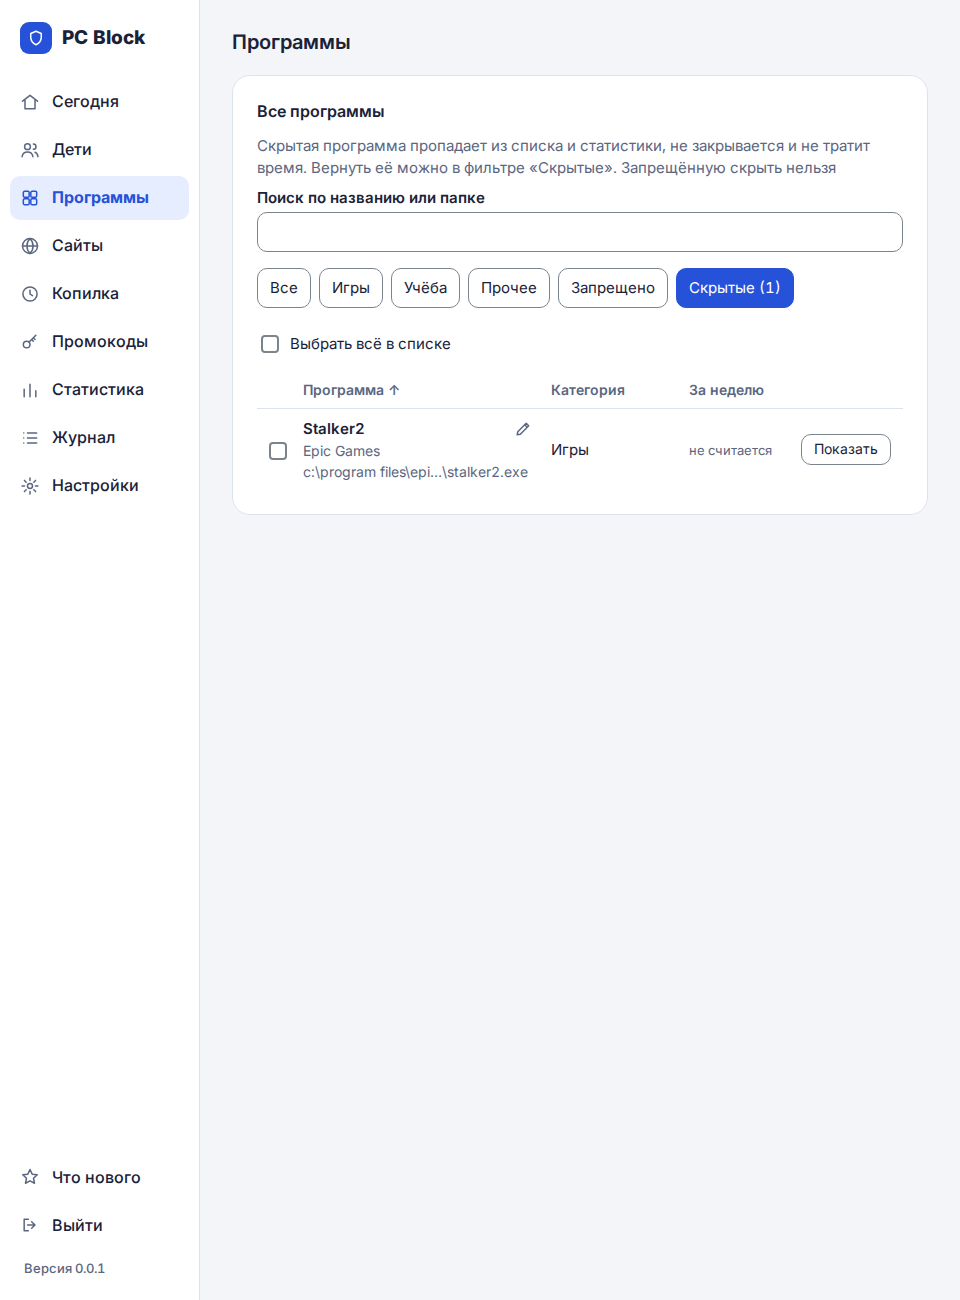 PC Block
Сегодня
Дети
Программы
Сайты
Копилка
Промокоды
Статистика
Журнал
Настройки
Что нового
Выйти
Версия 0.0.1
Программы
Все программы
Скрытая программа пропадает из списка и статистики, не закрывается и не тратит
время. Вернуть её можно в фильтре «Скрытые». Запрещённую скрыть нельзя
Поиск по названию или папке
Все Игры Учёба Прочее Запрещено Скрытые (1)
Выбрать всё в списке
Программа ↑ Категория За неделю
Stalker2
Epic Games
c:\program files\epi...\stalker2.exe
Игры
не считается
Показать